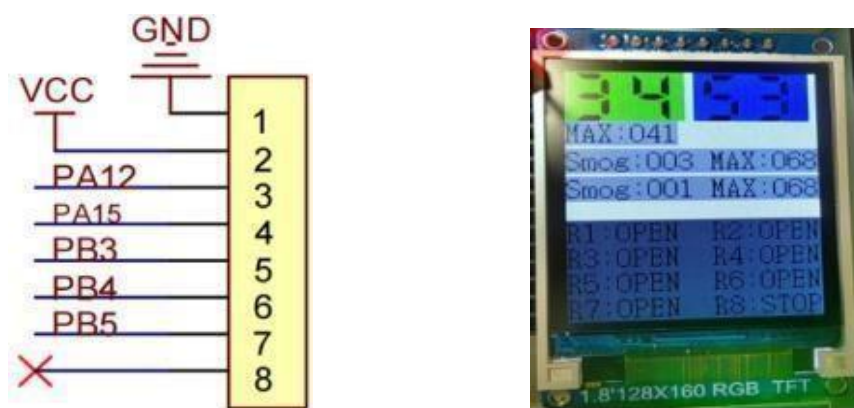 GND
VCC
1
2
PA12
3
PA15
4
PB3
5
PB4
6
PB5
7
8
34 53
MAX:041
Smog:003 MAX:068
Smog:001 MAX:068
R1:OPEN R2:OPEN
R3:OPEN R4:OPEN
R5:OPEN R6:OPEN
R7:OPEN R8:STOP
1.8'128X160 RGB TFT